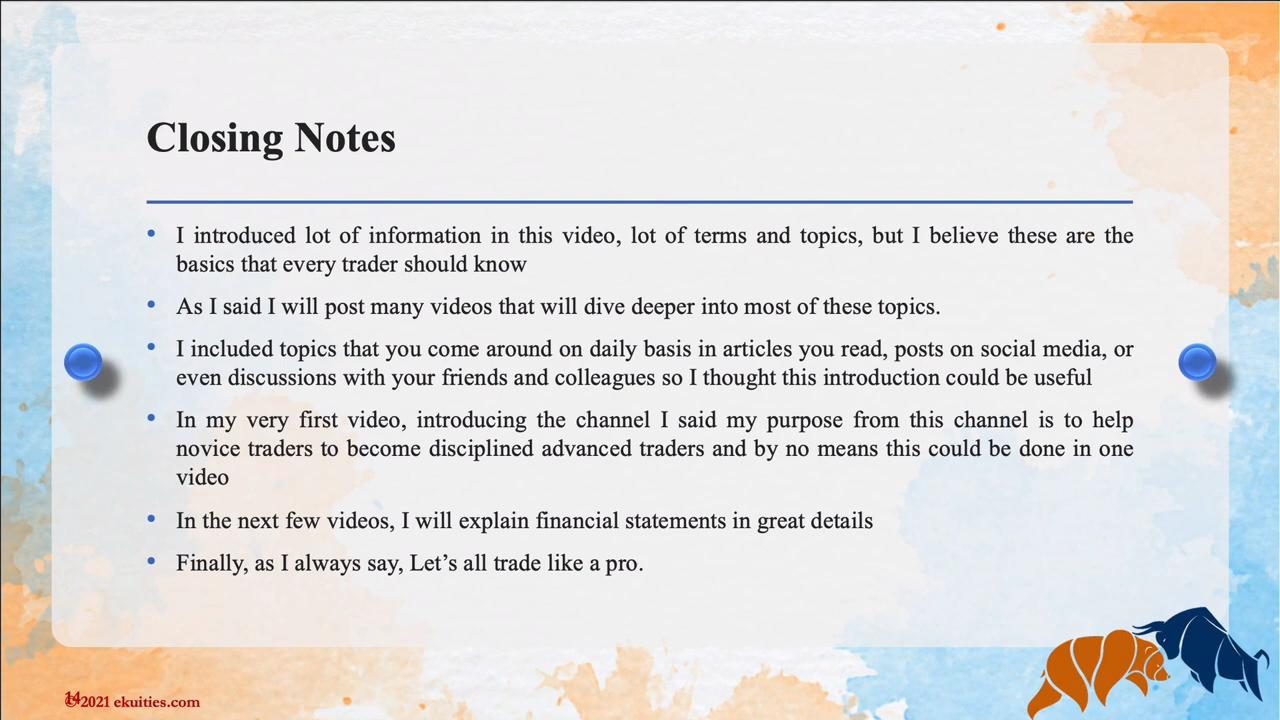 Closing Notes
• I introduced lot of information in this video, lot of terms and topics, but I believe these are the
basics that every trader should know
• As I said I will post many videos that will dive deeper into most of these topics.
• I included topics that you come around on daily basis in articles you read, posts on social media, or
even discussions with your friends and colleagues so I thought this introduction could be useful
• In my very first video, introducing the channel I said my purpose from this channel is to help
novice traders to become disciplined advanced traders and by no means this could be done in one
video
• In the next few videos, I will explain financial statements in great details
• Finally, as I always say, Let’s all trade like a pro.
14
©2021 ekuities.com